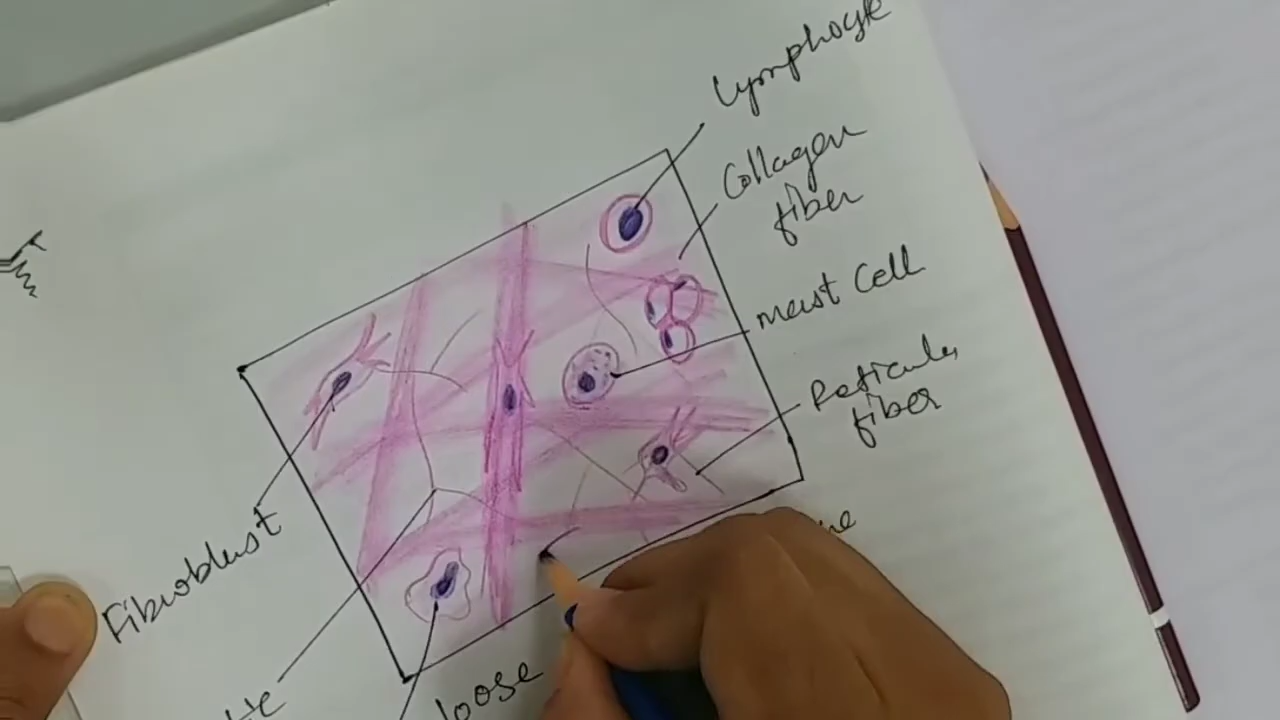 Lymphocyte
Collagen
fiber
mast Cell
Reticular
fiber
Fibroblast
loose